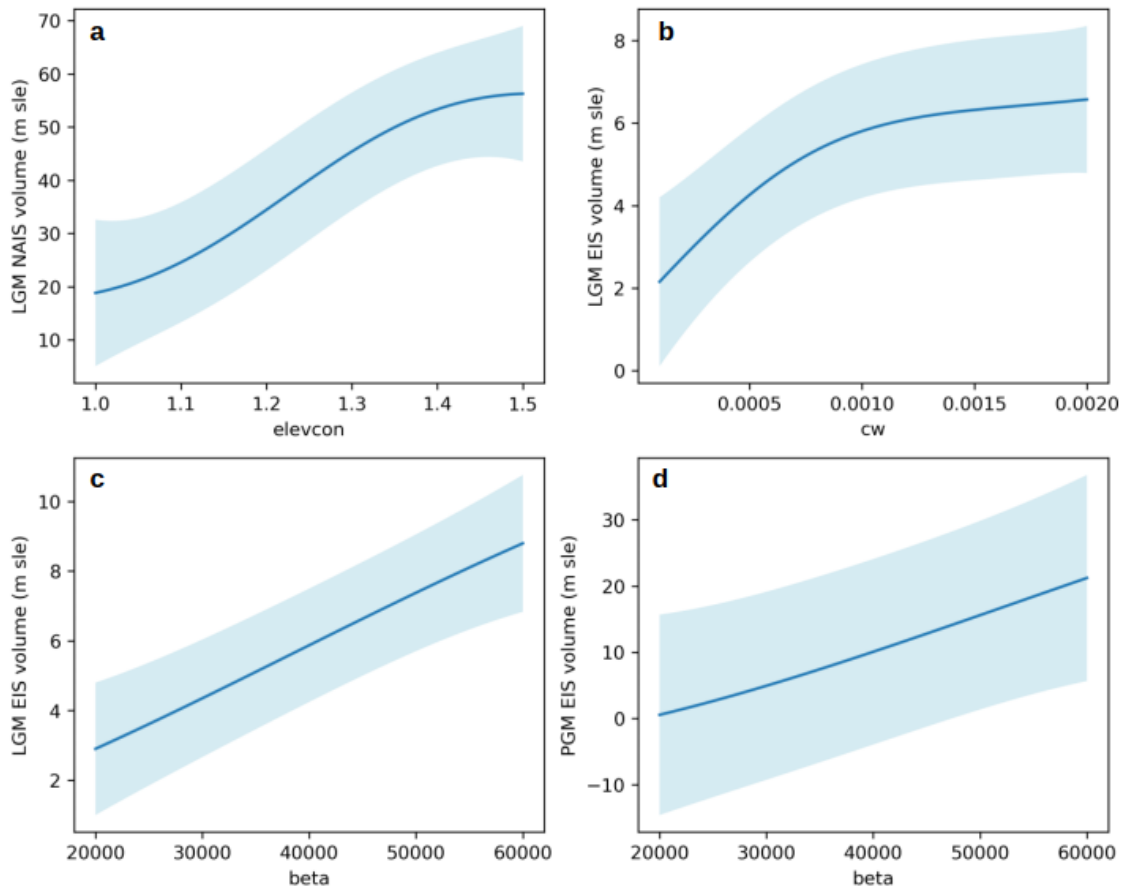 a
LGM NAIS volume (m sle)
70
60
50
40
30
20
10
1.0 1.1 1.2 1.3 1.4 1.5
elevcon
b
LGM EIS volume (m sle)
8
6
4
2
0
0.0005 0.0010 0.0015 0.0020
cw
c
LGM EIS volume (m sle)
10
8
6
4
2
20000 30000 40000 50000 60000
beta
d
PGM EIS volume (m sle)
30
20
10
0
−10
20000 30000 40000 50000 60000
beta